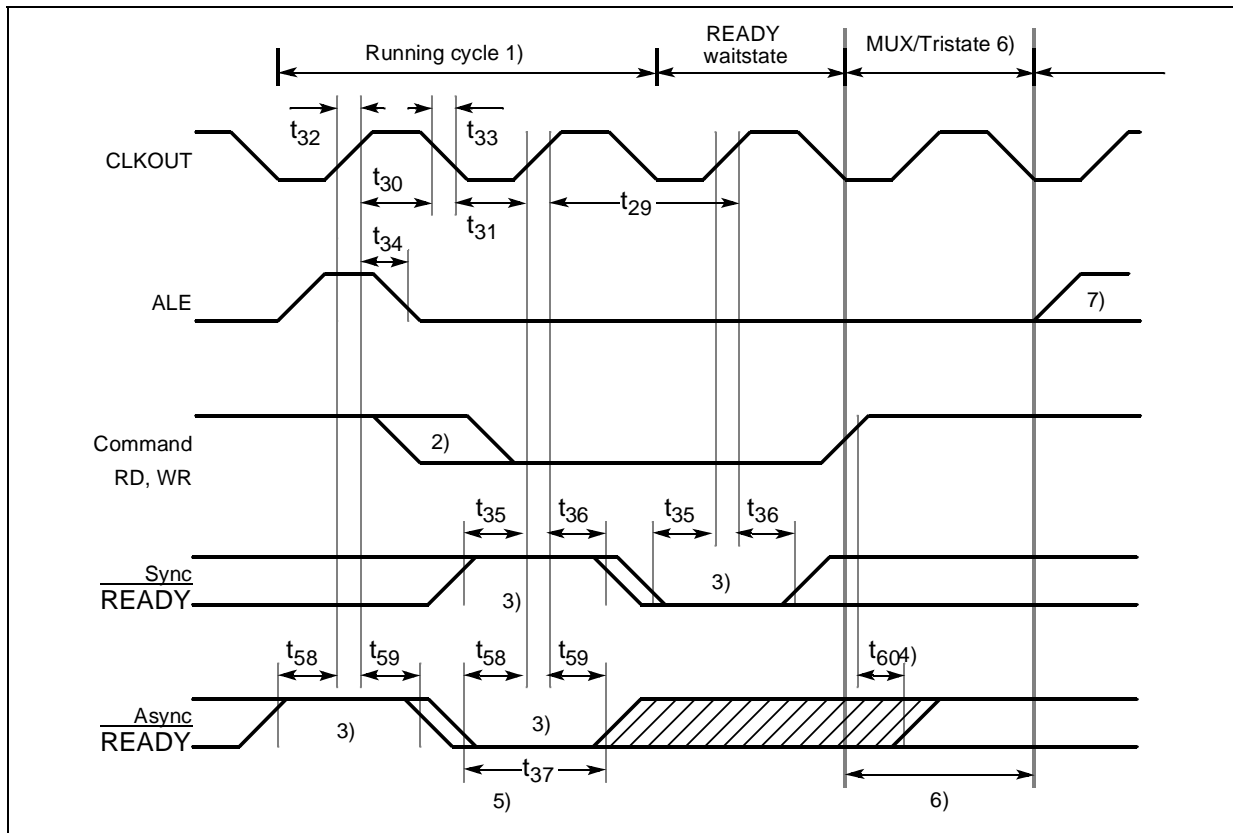 READY
Running cycle 1)
waitstate
MUX/Tristate 6)
t32
t33
CLKOUT
t30
t31
t29
t34
ALE
7)
Command
2)
RD, WR
t35
t36
t35
t36
Sync
READY
3)
3)
t58
t59
t58
t59
t604)
Async
READY
3)
3)
t37
5)
6)